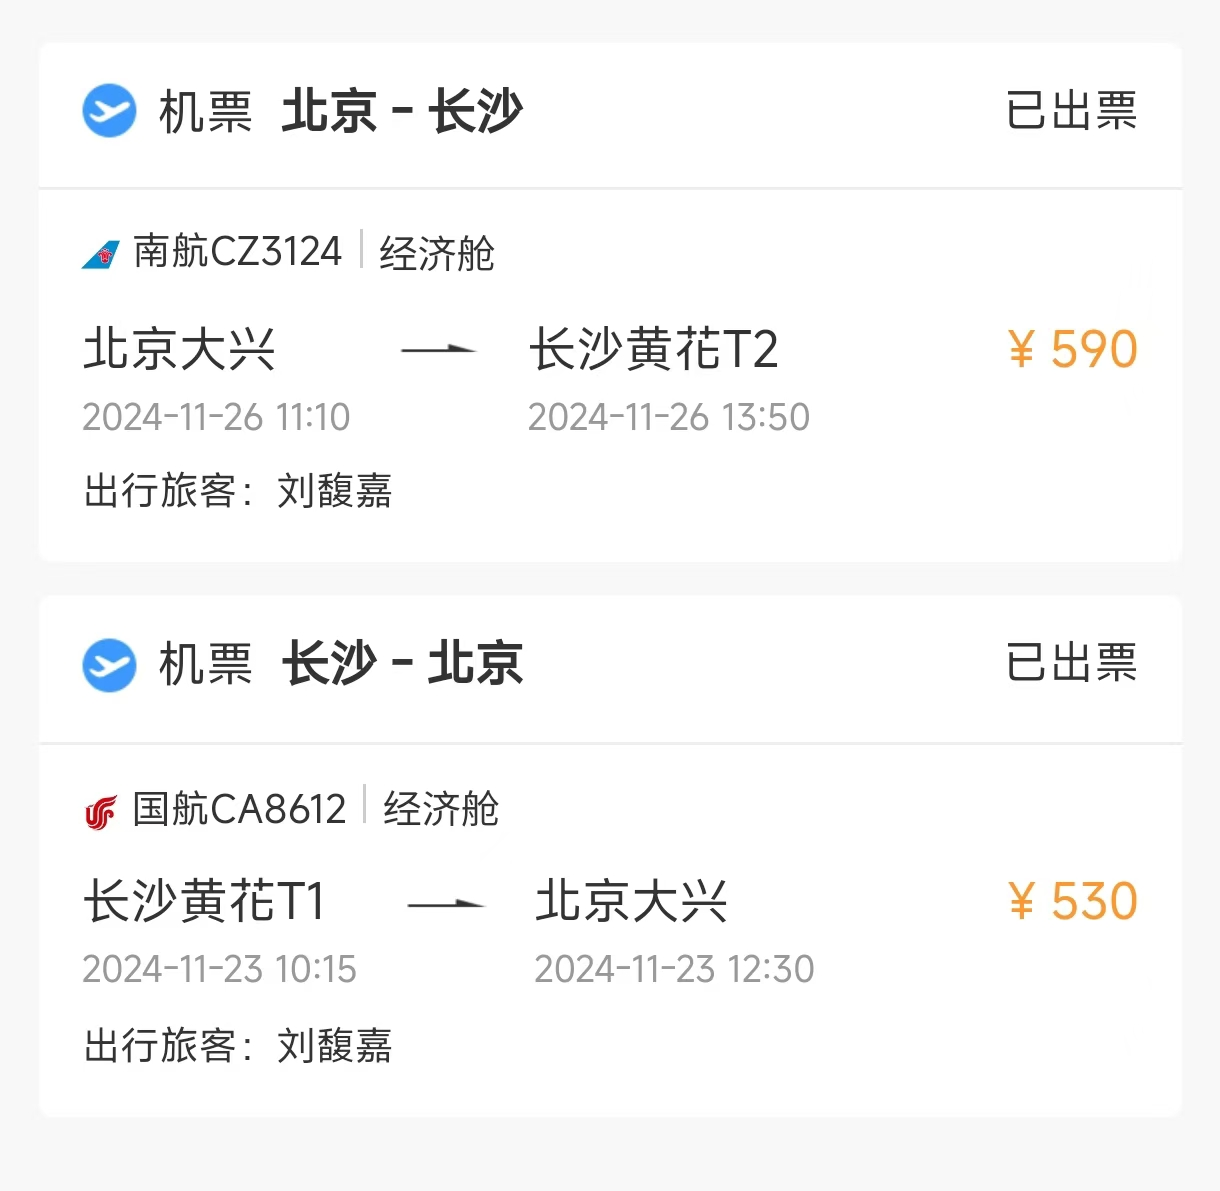 机票 北京 - 长沙 已出票
南航CZ3124 | 经济舱
北京大兴 长沙黄花T2 ¥ 590
2024-11-26 11:10 2024-11-26 13:50
出行旅客：刘馥嘉
机票 长沙 - 北京 已出票
国航CA8612 | 经济舱
长沙黄花T1 北京大兴 ¥ 530
2024-11-23 10:15 2024-11-23 12:30
出行旅客：刘馥嘉